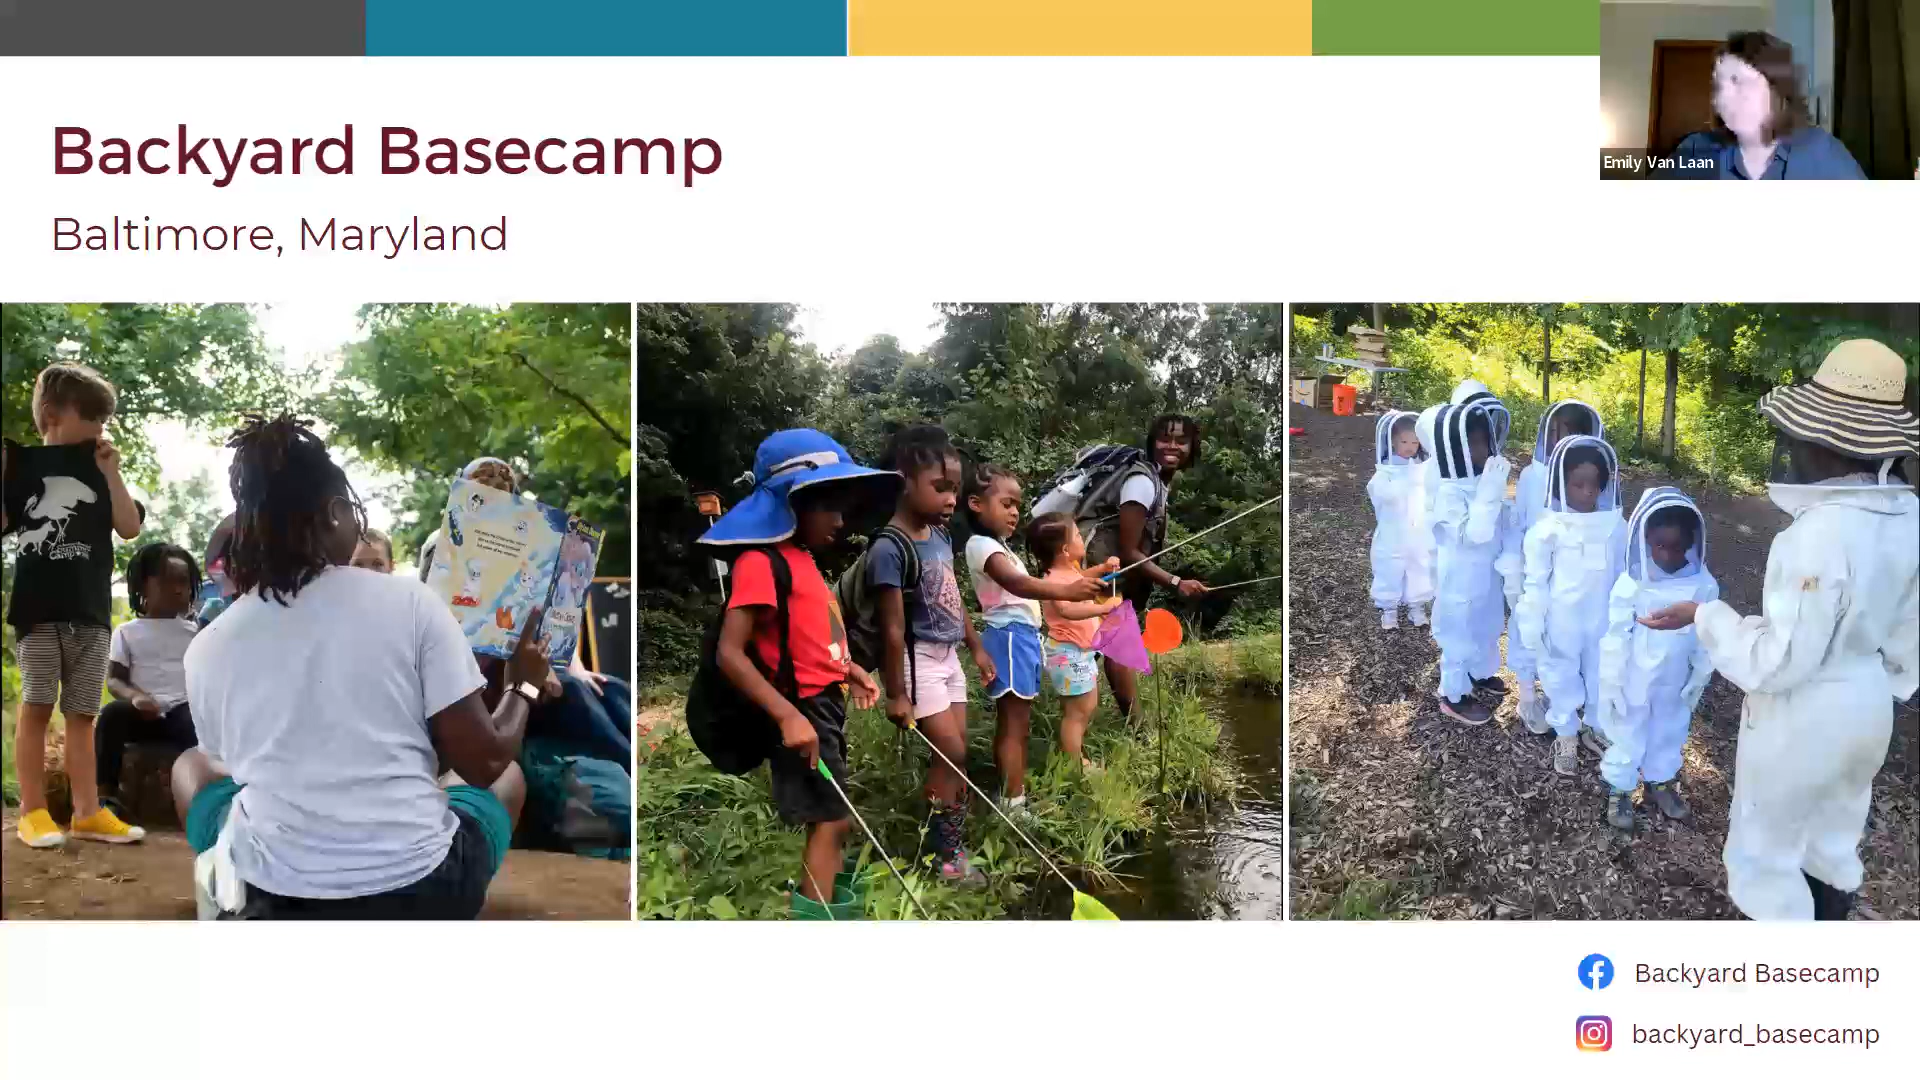 Backyard Basecamp
Baltimore, Maryland
Emily Van Laan
Backyard Basecamp
backyard_basecamp